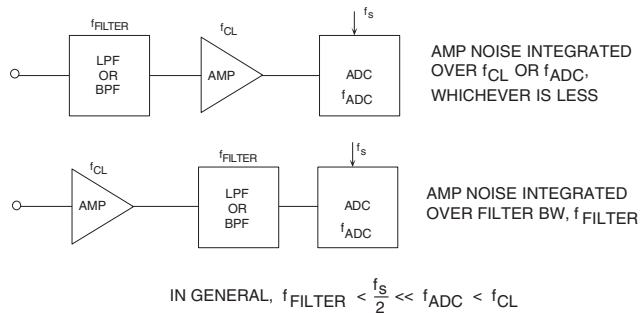 fFILTER
LPF
OR
BPF
fCL
AMP
fs
ADC
fADC
AMP NOISE INTEGRATED
OVER fCL OR fADC,
WHICHEVER IS LESS
fCL
AMP
fFILTER
LPF
OR
BPF
fs
ADC
fADC
AMP NOISE INTEGRATED
OVER FILTER BW, fFILTER
IN GENERAL, fFILTER < fs/2 << fADC < fCL